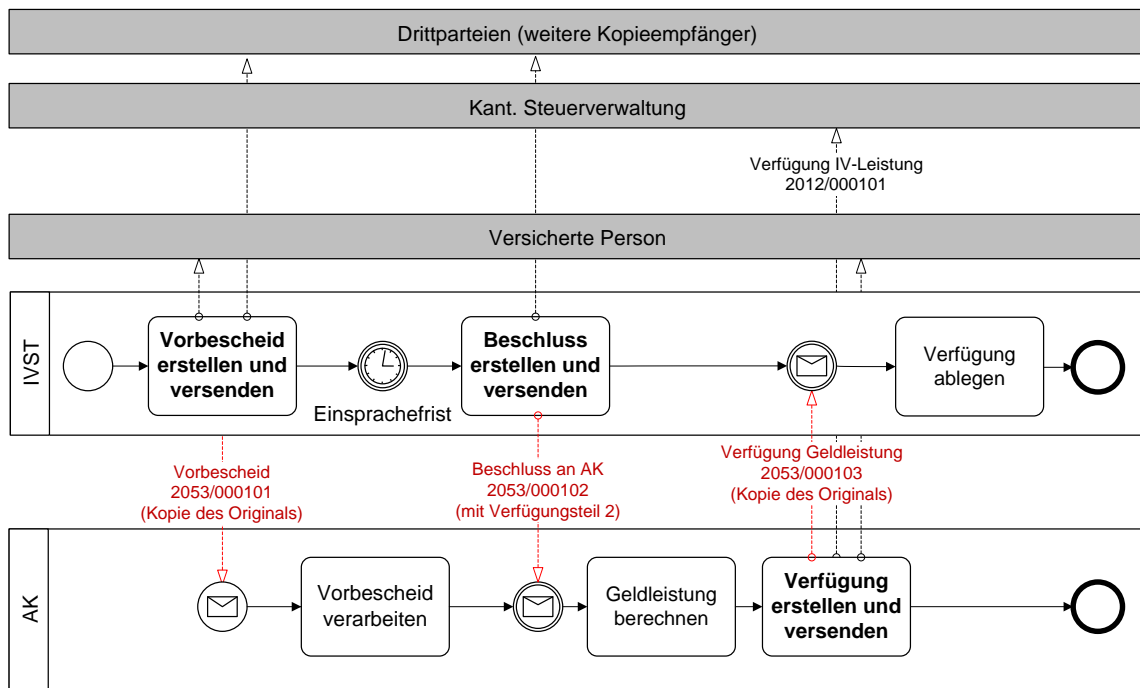 Drittparteien (weitere Kopieempfänger)
Kant. Steuerverwaltung
Verfügung IV-Leistung
2012/000101
Versicherte Person
IVST
Vorbescheid
erstellen und
versenden
Einsprachefrist
Beschluss
erstellen und
versenden
Verfügung
ablegen
Vorbescheid
2053/000101
(Kopie des Originals)
Beschluss an AK
2053/000102
(mit Verfügungsteil 2)
Verfügung Geldleistung
2053/000103
(Kopie des Originals)
AK
Vorbescheid
verarbeiten
Geldleistung
berechnen
Verfügung
erstellen und
versenden